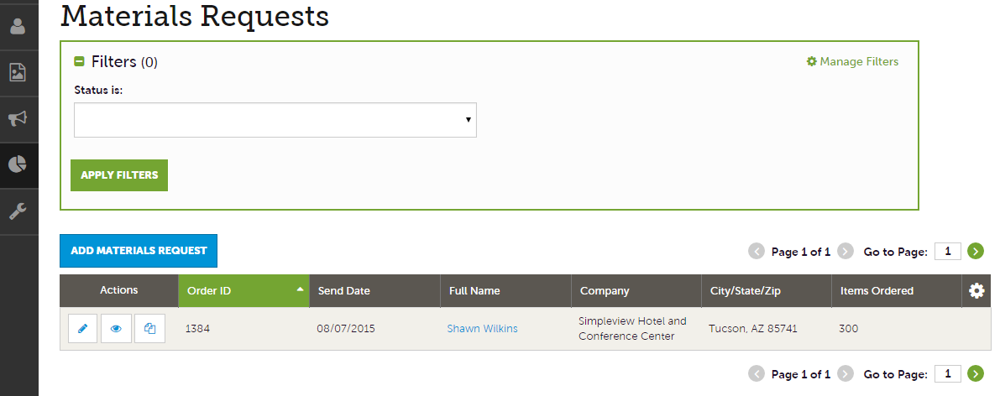 Materials Requests
Filters (0)
Manage Filters
Status is:
APPLY FILTERS
ADD MATERIALS REQUEST
Page 1 of 1 Go to Page: 1
Actions Order ID Send Date Full Name Company City/State/Zip Items Ordered
1384 08/07/2015 Shawn Wilkins Simpleview Hotel and Tucson, AZ 85741 300
Conference Center
Page 1 of 1 Go to Page: 1